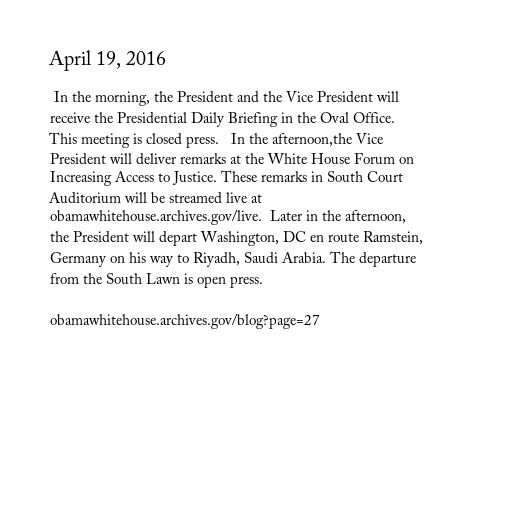 April 19, 2016
In the morning, the President and the Vice President will
receive the Presidential Daily Briefing in the Oval Office.
This meeting is closed press.   In the afternoon,the Vice
President will deliver remarks at the White House Forum on
Increasing Access to Justice. These remarks in South Court
Auditorium will be streamed live at
obamawhitehouse.archives.gov/live.  Later in the afternoon,
the President will depart Washington, DC en route Ramstein,
Germany on his way to Riyadh, Saudi Arabia. The departure
from the South Lawn is open press.
obamawhitehouse.archives.gov/blog?page=27